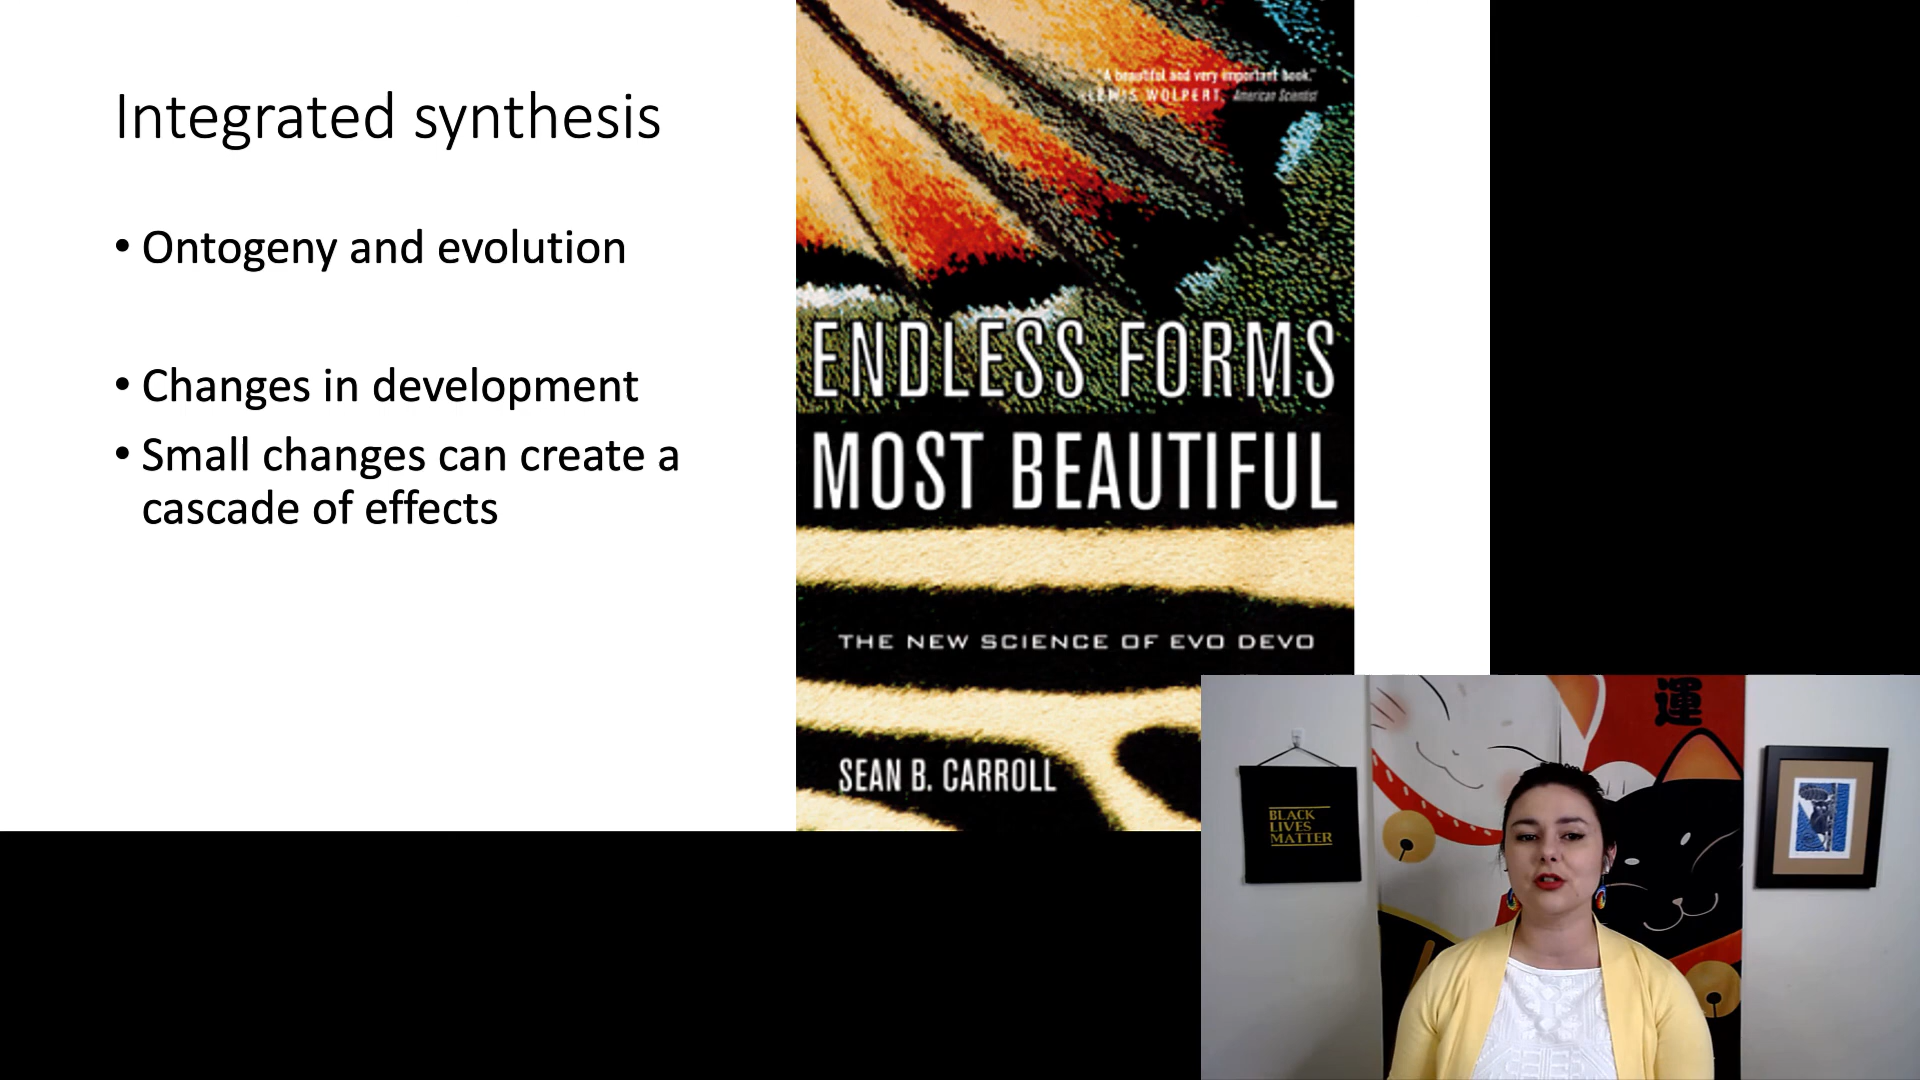 Integrated synthesis
• Ontogeny and evolution
• Changes in development
• Small changes can create a
cascade of effects
"A beautiful and very important book."
LEWIS WOLPERT, American Scientist
ENDLESS FORMS
MOST BEAUTIFUL
THE NEW SCIENCE OF EVO DEVO
SEAN B. CARROLL
運
BLACK
LIVES
MATTER